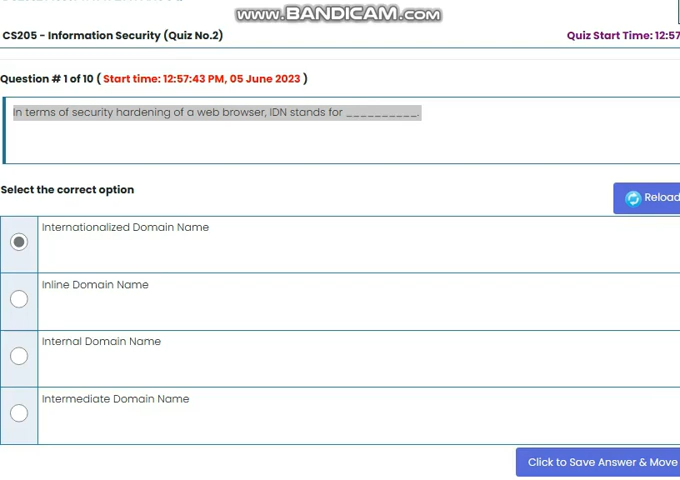 www.BANDICAM.com
CS205 - Information Security (Quiz No.2)
Quiz Start Time: 12:57
Question # 1 of 10 ( Start time: 12:57:43 PM, 05 June 2023 )
In terms of security hardening of a web browser, IDN stands for __________.
Select the correct option
Reload
Internationalized Domain Name
Inline Domain Name
Internal Domain Name
Intermediate Domain Name
Click to Save Answer & Move